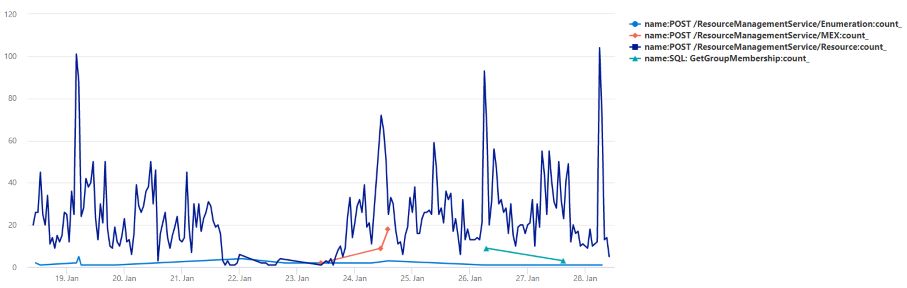 120
100
80
60
40
20
0
19. Jan
20. Jan
21. Jan
22. Jan
23. Jan
24. Jan
25. Jan
26. Jan
27. Jan
28. Jan
name:POST /ResourceManagementService/Enumeration:count_
name:POST /ResourceManagementService/MEX:count_
name:POST /ResourceManagementService/Resource:count_
name:SQL: GetGroupMembership:count_